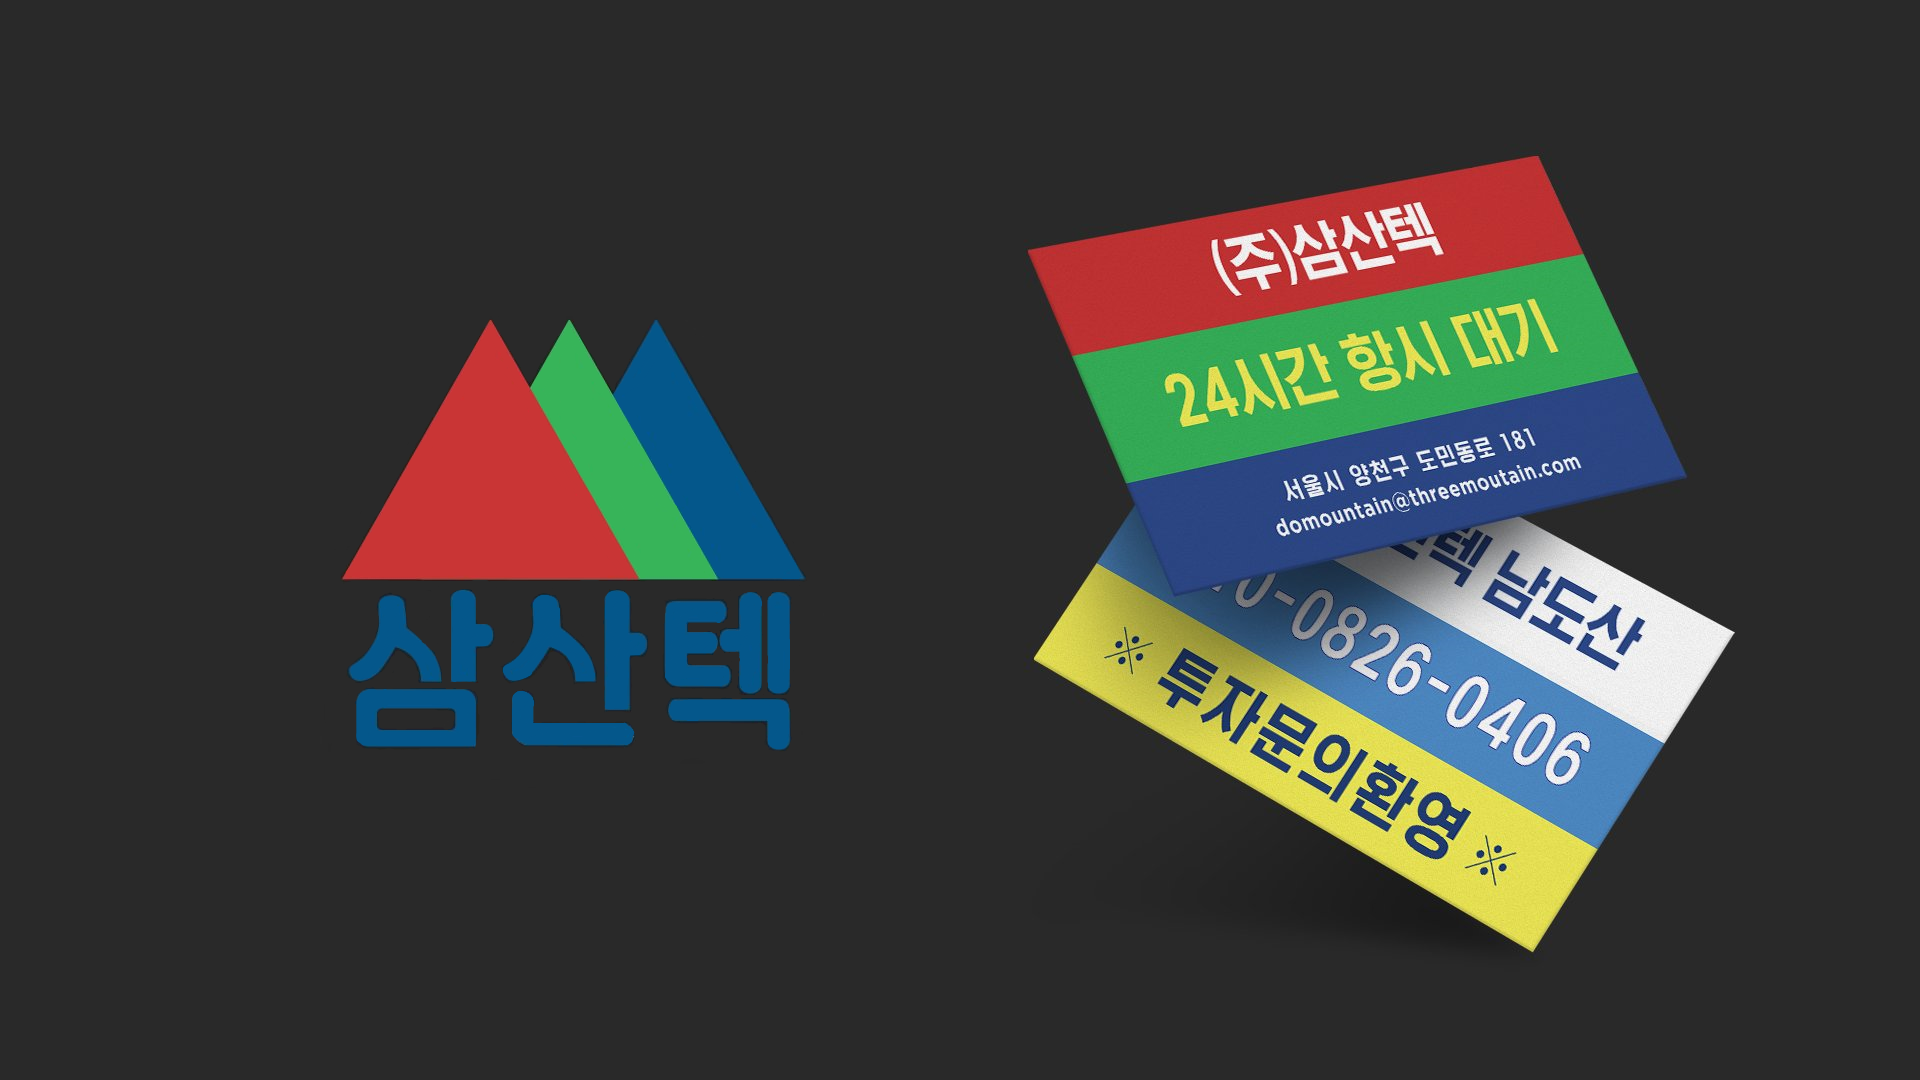 삼산텍
(주)삼산텍
24시간 항시 대기
서울시 양천구 도민동로 181
domountain@threemoutain.com
텍 남도산
0-0826-0406
※ 투자문의환영 ※